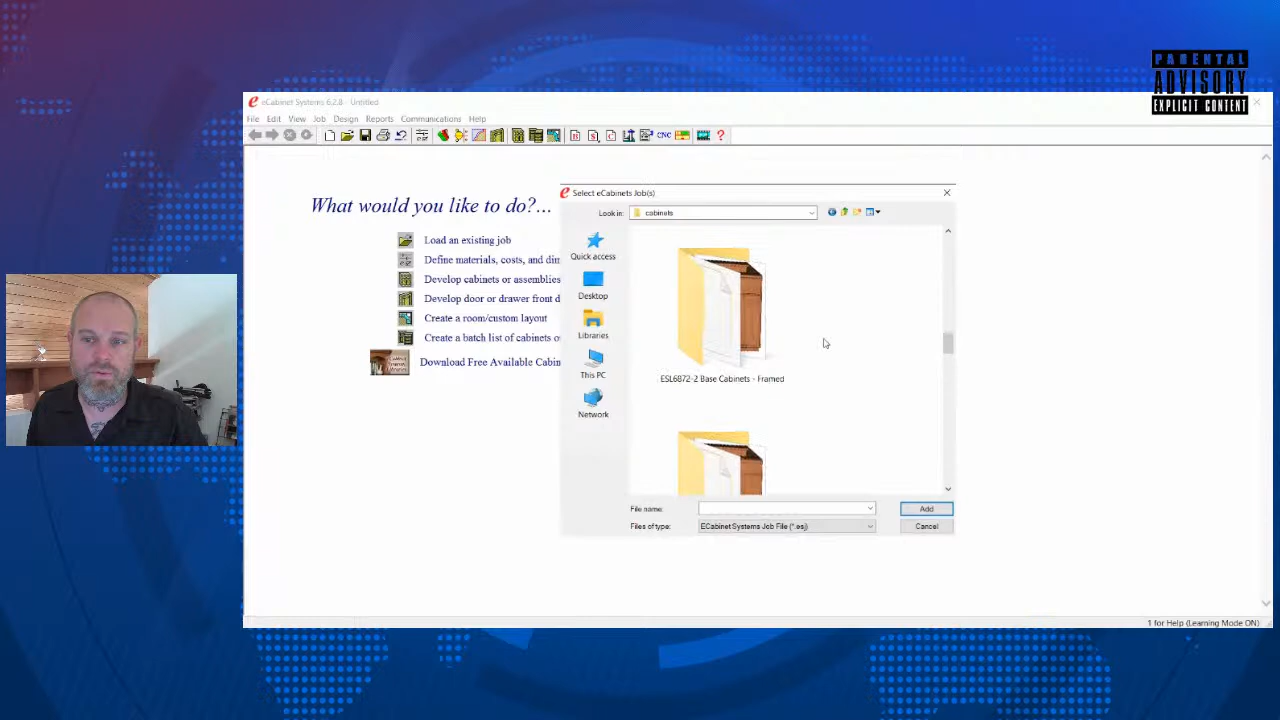 PARENTAL
ADVISORY
EXPLICIT CONTENT
eCabinet Systems 6.2.8 - Untitled
File Edit View Job Design Reports Communications Help
CNC
What would you like to do?...
Load an existing job
Define materials, costs, and dim
Develop cabinets or assemblies
Develop door or drawer front d
Create a room/custom layout
Create a batch list of cabinets o
Download Free Available Cabin
Select eCabinets Job(s)
Look in: cabinets
Quick access
Desktop
Libraries
This PC
Network
ESL6872-2 Base Cabinets - Framed
File name:
Add
Files of type: ECabinet Systems Job File (*.esj)
Cancel
1 for Help (Learning Mode ON)